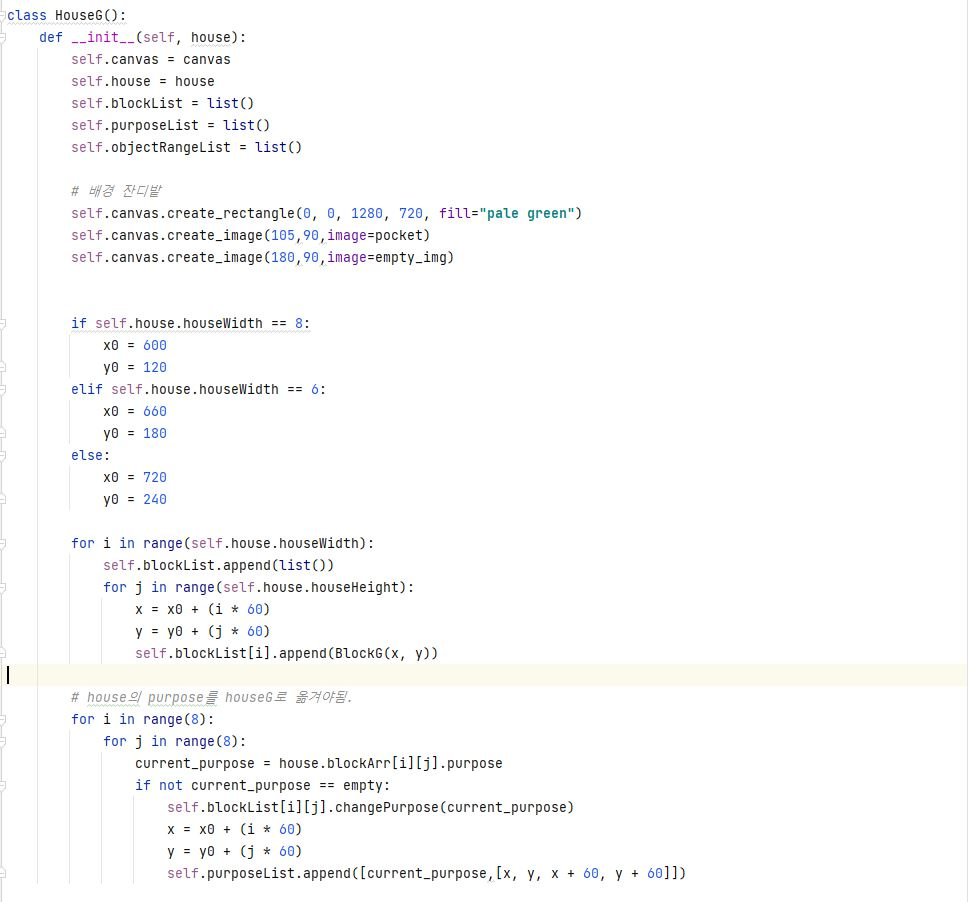 class HouseG():
    def __init__(self, house):
        self.canvas = canvas
        self.house = house
        self.blockList = list()
        self.purposeList = list()
        self.objectRangeList = list()
        # 배경 잔디밭
        self.canvas.create_rectangle(0, 0, 1280, 720, fill="pale green")
        self.canvas.create_image(105,90,image=pocket)
        self.canvas.create_image(180,90,image=empty_img)
        if self.house.houseWidth == 8:
            x0 = 600
            y0 = 120
        elif self.house.houseWidth == 6:
            x0 = 660
            y0 = 180
        else:
            x0 = 720
            y0 = 240
        for i in range(self.house.houseWidth):
            self.blockList.append(list())
            for j in range(self.house.houseHeight):
                x = x0 + (i * 60)
                y = y0 + (j * 60)
                self.blockList[i].append(BlockG(x, y))
        # house의 purpose를 houseG로 옮겨야됨.
        for i in range(8):
            for j in range(8):
                current_purpose = house.blockArr[i][j].purpose
                if not current_purpose == empty:
                    self.blockList[i][j].changePurpose(current_purpose)
                    x = x0 + (i * 60)
                    y = y0 + (j * 60)
                    self.purposeList.append([current_purpose,[x, y, x + 60, y + 60]])